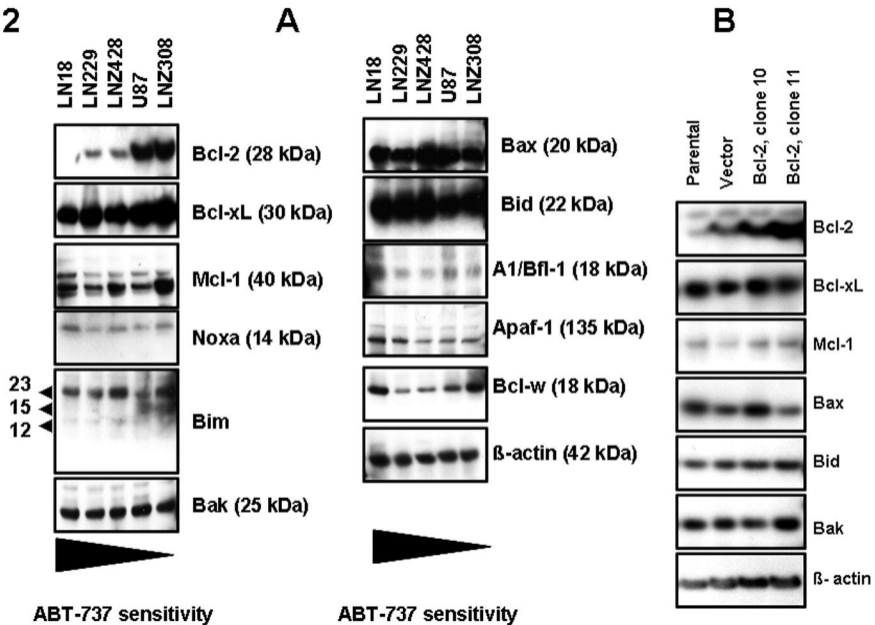 2
A
B
LN18
LN229
LNZ428
U87
LNZ308
Bcl-2 (28 kDa)
Bcl-xL (30 kDa)
Mcl-1 (40 kDa)
Noxa (14 kDa)
23
15
12
Bim
Bak (25 kDa)
ABT-737 sensitivity
LN18
LN229
LNZ428
U87
LNZ308
Bax (20 kDa)
Bid (22 kDa)
A1/Bfl-1 (18 kDa)
Apaf-1 (135 kDa)
Bcl-w (18 kDa)
ß-actin (42 kDa)
ABT-737 sensitivity
Parental
Vector
Bcl-2, clone 10
Bcl-2, clone 11
Bcl-2
Bcl-xL
Mcl-1
Bax
Bid
Bak
ß- actin